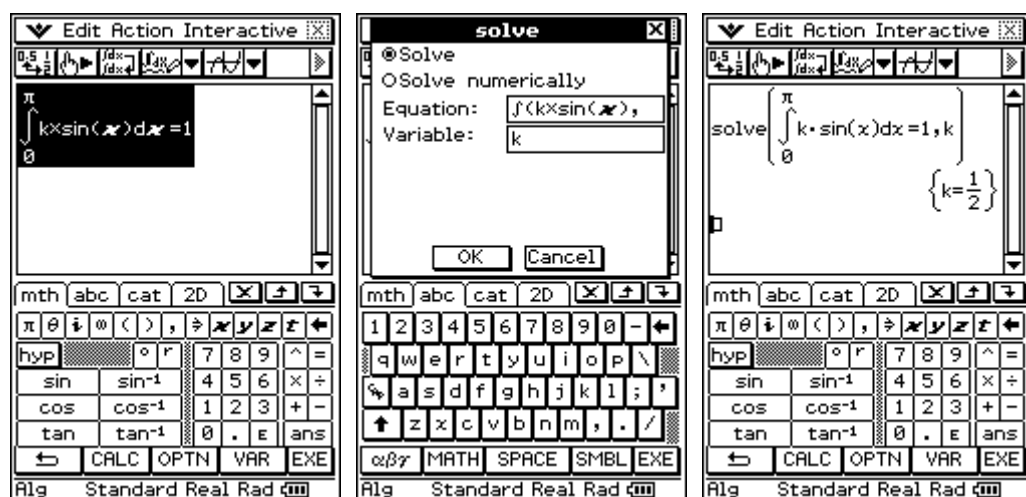 Edit Action Interactive
π
∫k×sin(x)dx=1
0
mth abc cat 2D
π θ i ∞ ( ) , ⇒ x y z t
hyp ° r 7 8 9 ^ =
sin sin⁻¹ 4 5 6 × ÷
cos cos⁻¹ 1 2 3 + −
tan tan⁻¹ 0 . E ans
CALC OPTN VAR EXE
Alg Standard Real Rad
solve
Solve
Solve numerically
Equation: ∫(k×sin(x),
Variable: k
OK Cancel
mth abc cat 2D
1 2 3 4 5 6 7 8 9 0 −
q w e r t y u i o p \
a s d f g h j k l ; '
z x c v b n m , . /
αβγ MATH SPACE SMBL EXE
Alg Standard Real Rad
Edit Action Interactive
π
solve(∫k·sin(x)dx=1,k)
0
{k=1/2}
mth abc cat 2D
π θ i ∞ ( ) , ⇒ x y z t
hyp ° r 7 8 9 ^ =
sin sin⁻¹ 4 5 6 × ÷
cos cos⁻¹ 1 2 3 + −
tan tan⁻¹ 0 . E ans
CALC OPTN VAR EXE
Alg Standard Real Rad